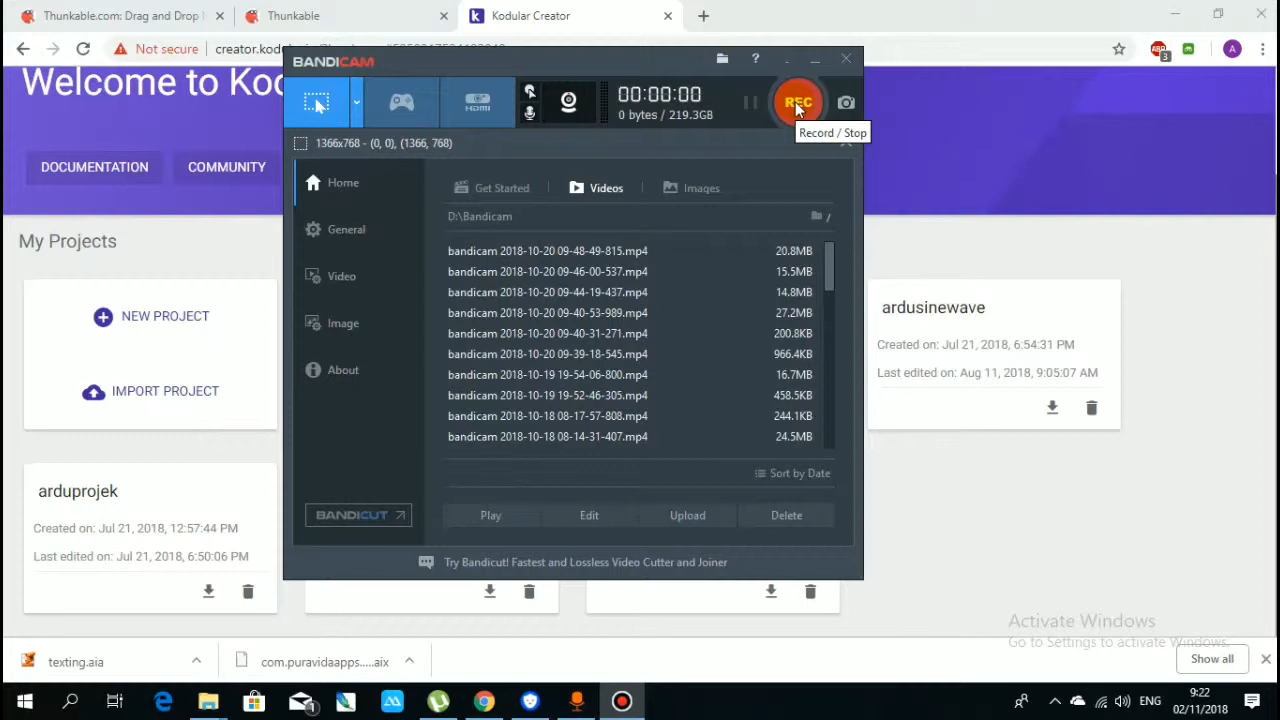 Thunkable.com: Drag and Drop
Thunkable
Kodular Creator
Not secure
3
A
Welcome to Ko
DOCUMENTATION
COMMUNITY
My Projects
NEW PROJECT
IMPORT PROJECT
ardusinewave
Created on: Jul 21, 2018, 6:54:31 PM
Last edited on: Aug 11, 2018, 9:05:07 AM
arduprojek
Created on: Jul 21, 2018, 12:57:44 PM
Last edited on: Jul 21, 2018, 6:50:06 PM
BANDICAM
?
HDMI
00:00:00
0 bytes / 219.3GB
REC
Record / Stop
1366x768 - (0, 0), (1366, 768)
Home
General
Video
Image
About
BANDICUT
Get Started
Videos
Images
D:\Bandicam
/
bandicam 2018-10-20 09-48-49-815.mp4 20.8MB
bandicam 2018-10-20 09-46-00-537.mp4 15.5MB
bandicam 2018-10-20 09-44-19-437.mp4 14.8MB
bandicam 2018-10-20 09-40-53-989.mp4 27.2MB
bandicam 2018-10-20 09-40-31-271.mp4 200.8KB
bandicam 2018-10-20 09-39-18-545.mp4 966.4KB
bandicam 2018-10-19 19-54-06-800.mp4 16.7MB
bandicam 2018-10-19 19-52-46-305.mp4 458.5KB
bandicam 2018-10-18 08-17-57-808.mp4 244.1KB
bandicam 2018-10-18 08-14-31-407.mp4 24.5MB
Sort by Date
Play
Edit
Upload
Delete
Try Bandicut! Fastest and Lossless Video Cutter and Joiner
Activate Windows
Go to Settings to activate Windows.
texting.aia
com.puravidaapps.....aix
Show all
1
ENG
9:22
02/11/2018